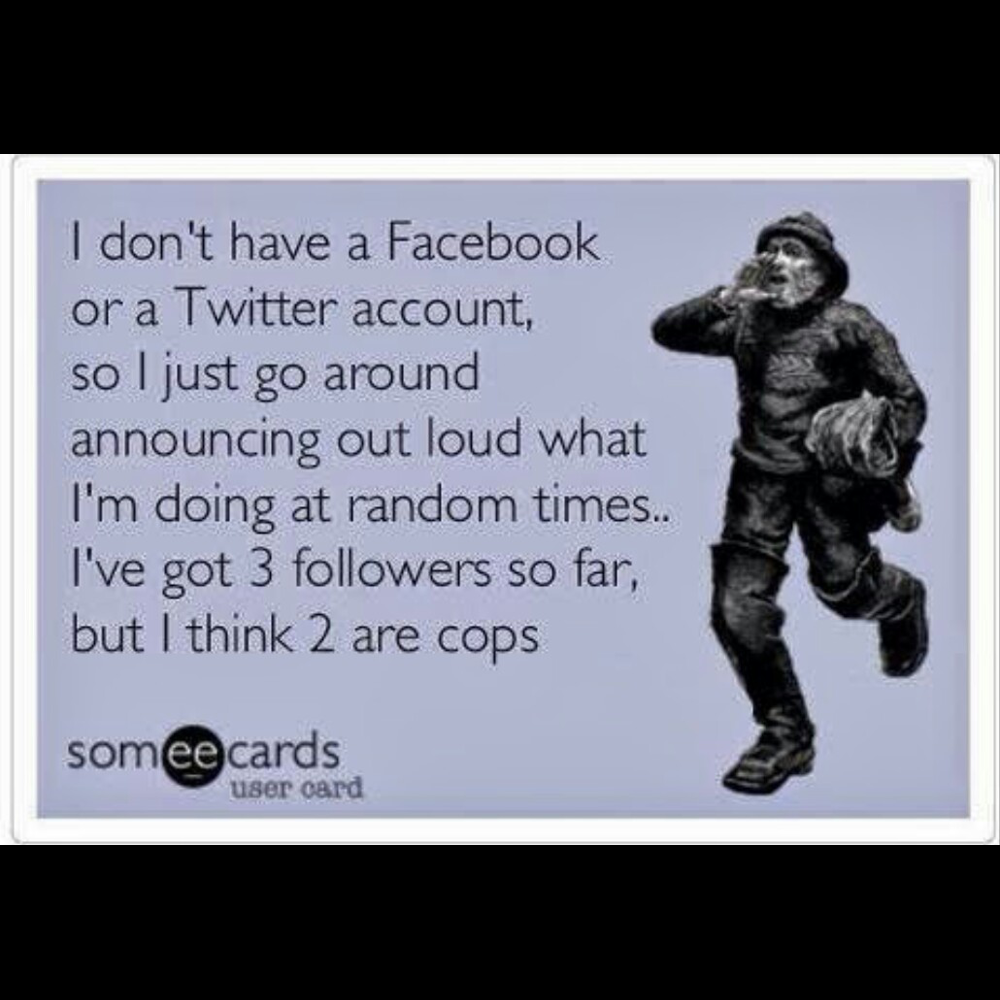 I don't have a Facebook
or a Twitter account,
so I just go around
announcing out loud what
I'm doing at random times..
I've got 3 followers so far,
but I think 2 are cops
someecards
user card